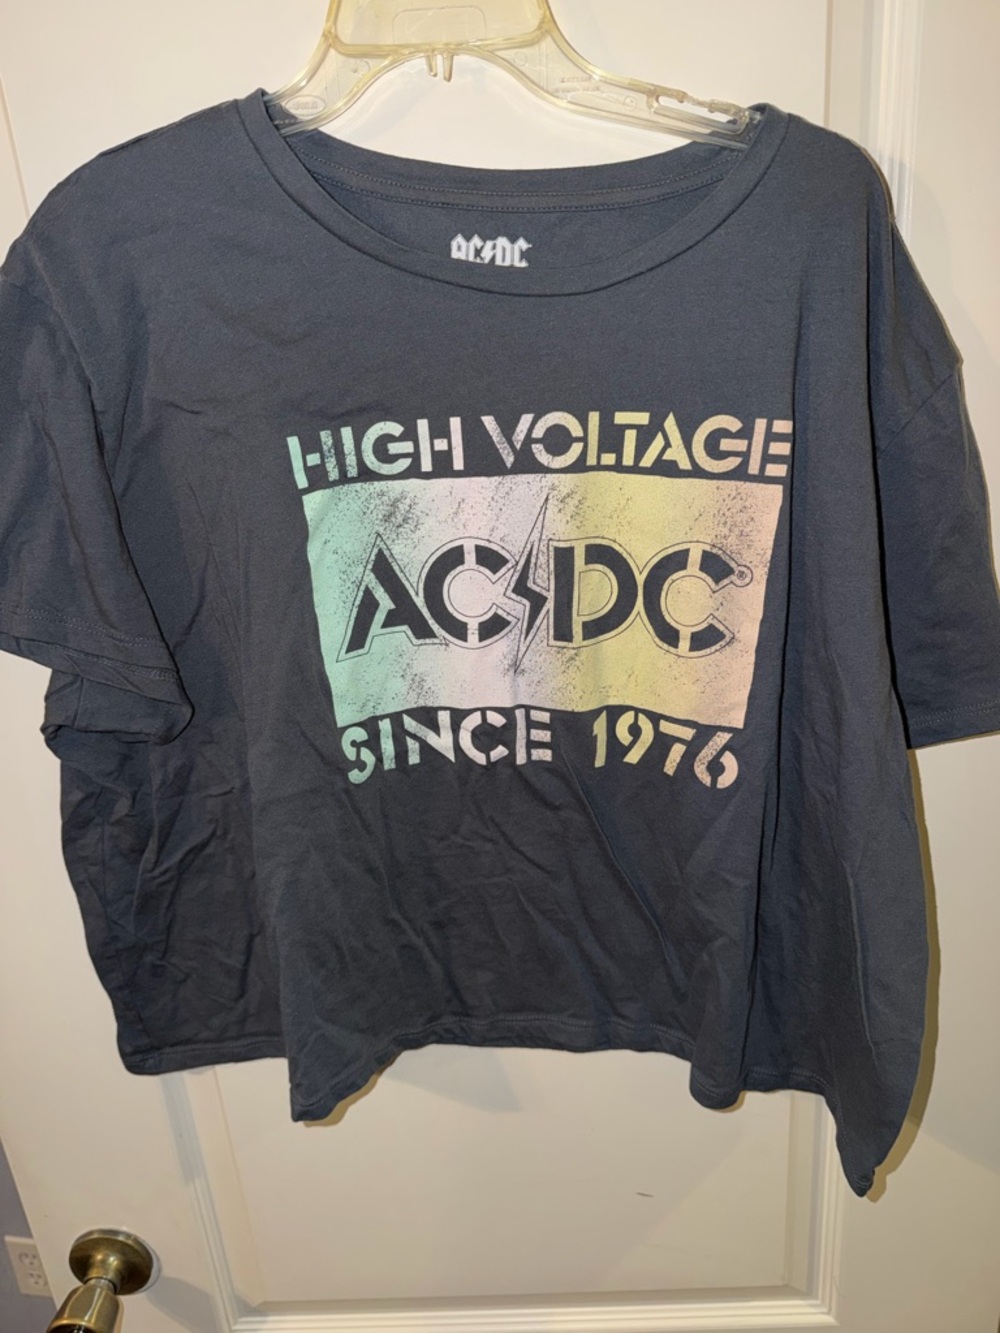 AC⚡DC
HIGH VOLTAGE
AC⚡DC®
SINCE 1976